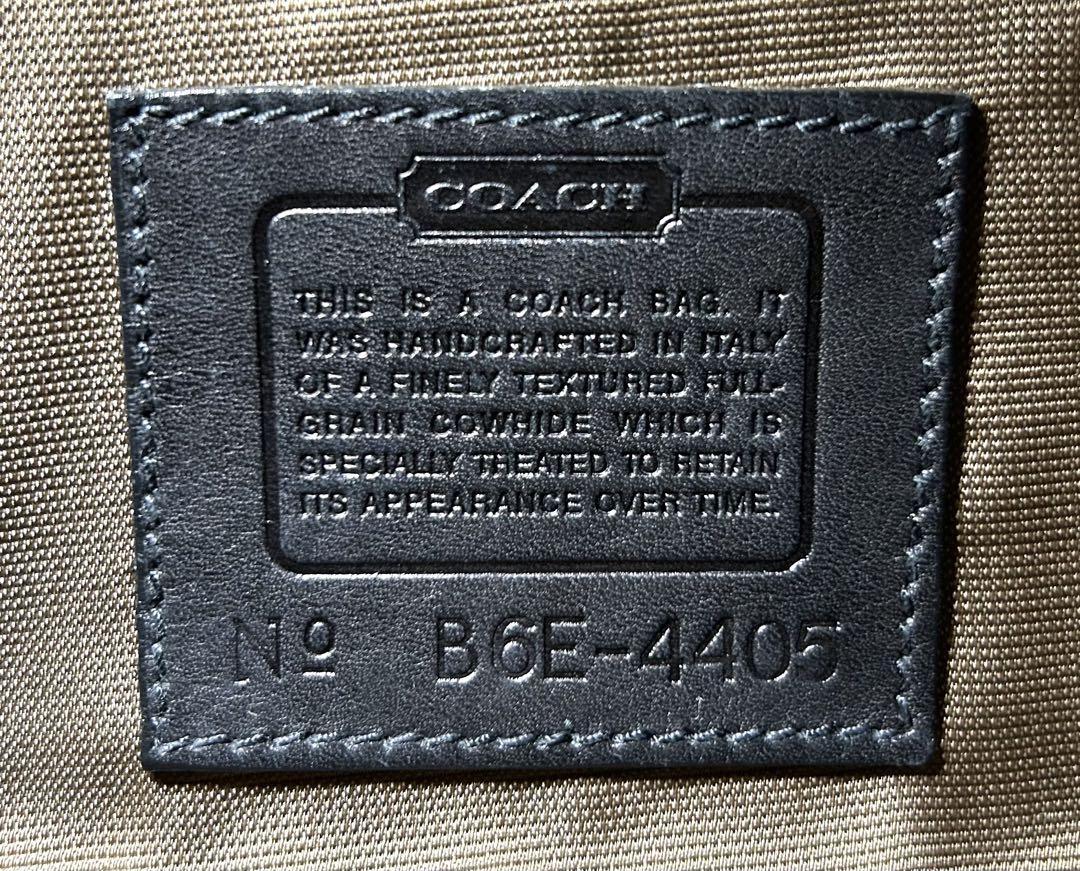 COACH
THIS IS A COACH BAG. IT
WAS HANDCRAFTED IN ITALY
OF A FINELY TEXTURED FULL-
GRAIN COWHIDE WHICH IS
SPECIALLY TREATED TO RETAIN
ITS APPEARANCE OVER TIME.
Nº B6E-4405